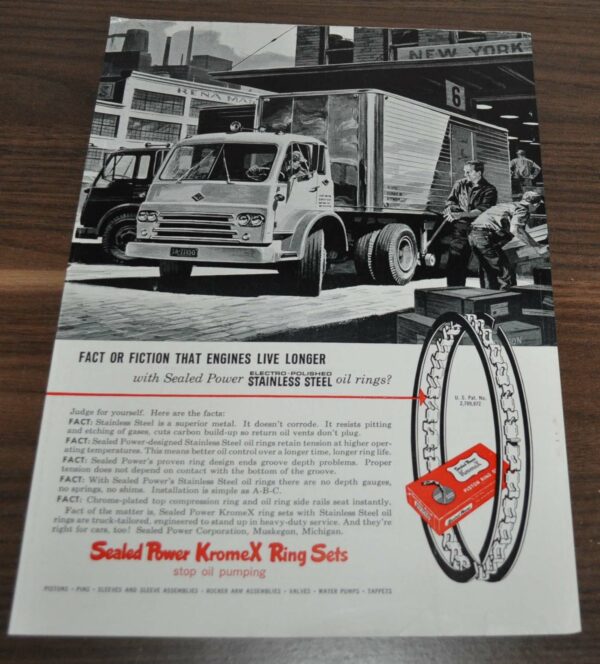 NEW YORK
6
RENA MA
FACT OR FICTION THAT ENGINES LIVE LONGER
with Sealed Power ELECTRO-POLISHED STAINLESS STEEL oil rings?
U. S. Pat. No.
2,789,872
Judge for yourself. Here are the facts:
FACT: Stainless Steel is a superior metal. It doesn't corrode. It resists pitting
and etching of gases, cuts carbon build-up so return oil vents don't plug.
FACT: Sealed Power-designed Stainless Steel oil rings retain tension at higher oper-
ating temperatures. This means better oil control over a longer time, longer ring life.
FACT: Sealed Power's proven ring design ends groove depth problems. Proper
tension does not depend on contact with the bottom of the groove.
FACT: With Sealed Power's Stainless Steel oil rings there are no depth gauges,
no springs, no shims. Installation is simple as A-B-C.
FACT: Chrome-plated top compression ring and oil ring side rails seat instantly.
Fact of the matter is, Sealed Power KromeX ring sets with Stainless Steel oil
rings are truck-tailored, engineered to stand up in heavy-duty service. And they're
right for cars, too! Sealed Power Corporation, Muskegon, Michigan.
PISTON RING
Sealed Power KromeX Ring Sets
stop oil pumping
PISTONS • PINS • SLEEVES AND SLEEVE ASSEMBLIES • ROCKER ARM ASSEMBLIES • VALVES • WATER PUMPS • TAPPETS